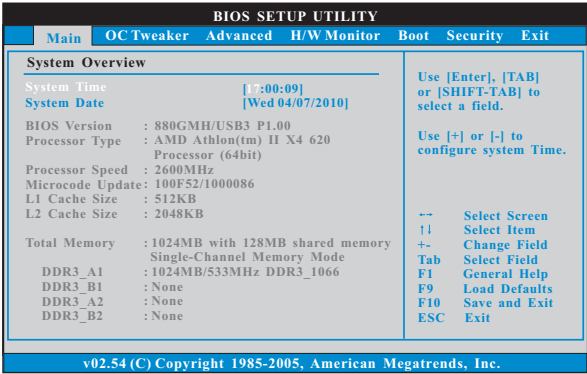 BIOS SETUP UTILITY
Main OC Tweaker Advanced H/W Monitor Boot Security Exit
System Overview
System Time [17:00:09]
System Date [Wed 04/07/2010]
BIOS Version : 880GMH/USB3 P1.00
Processor Type : AMD Athlon(tm) II X4 620
Processor (64bit)
Processor Speed : 2600MHz
Microcode Update : 100F52/1000086
L1 Cache Size : 512KB
L2 Cache Size : 2048KB
Total Memory : 1024MB with 128MB shared memory
Single-Channel Memory Mode
DDR3_A1 : 1024MB/533MHz DDR3_1066
DDR3_B1 : None
DDR3_A2 : None
DDR3_B2 : None
Use [Enter], [TAB]
or [SHIFT-TAB] to
select a field.
Use [+] or [-] to
configure system Time.
←→ Select Screen
↑↓ Select Item
+- Change Field
Tab Select Field
F1 General Help
F9 Load Defaults
F10 Save and Exit
ESC Exit
v02.54 (C) Copyright 1985-2005, American Megatrends, Inc.